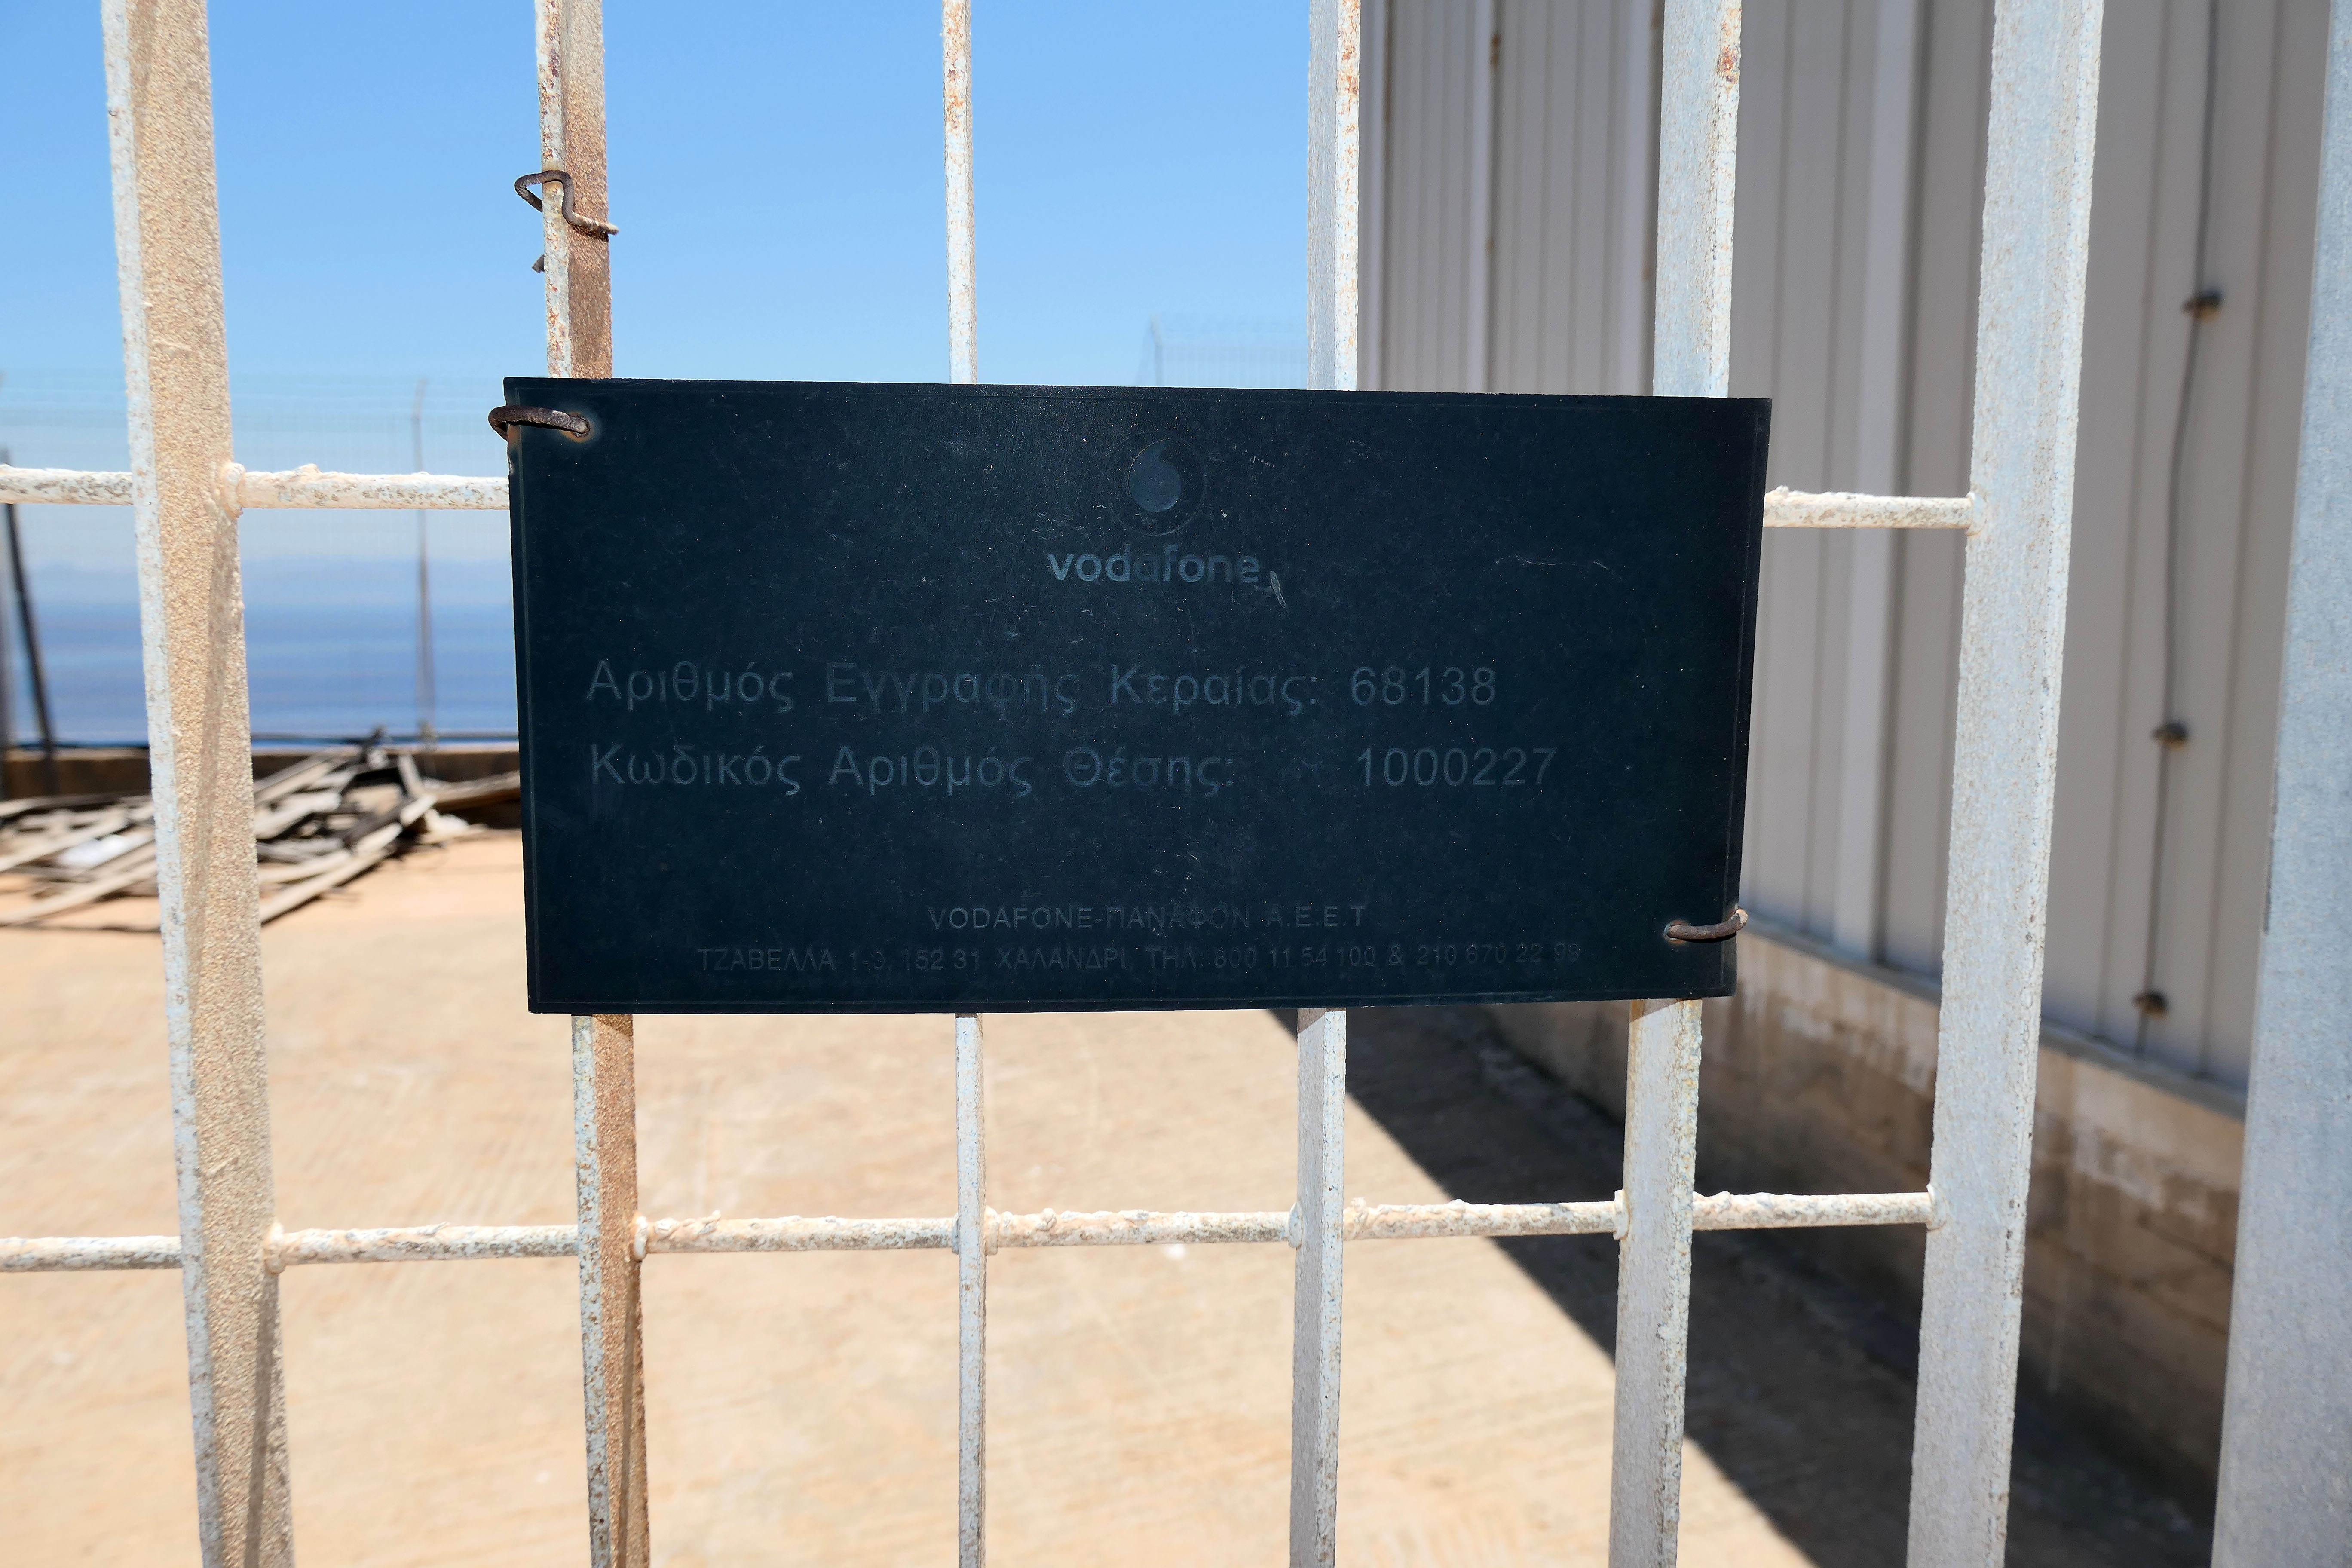 vodafone
Αριθμός Εγγραφής Κεραίας: 68138
Κωδικός Αριθμός Θέσης: 1000227
VODAFONE-ΠΑΝΑΦΟΝ Α.Ε.Ε.Τ
ΤΖΑΒΕΛΛΑ 1-3, 152 31 ΧΑΛΑΝΔΡΙ, ΤΗΛ.:800 11 54 100 & 210 670 22 99